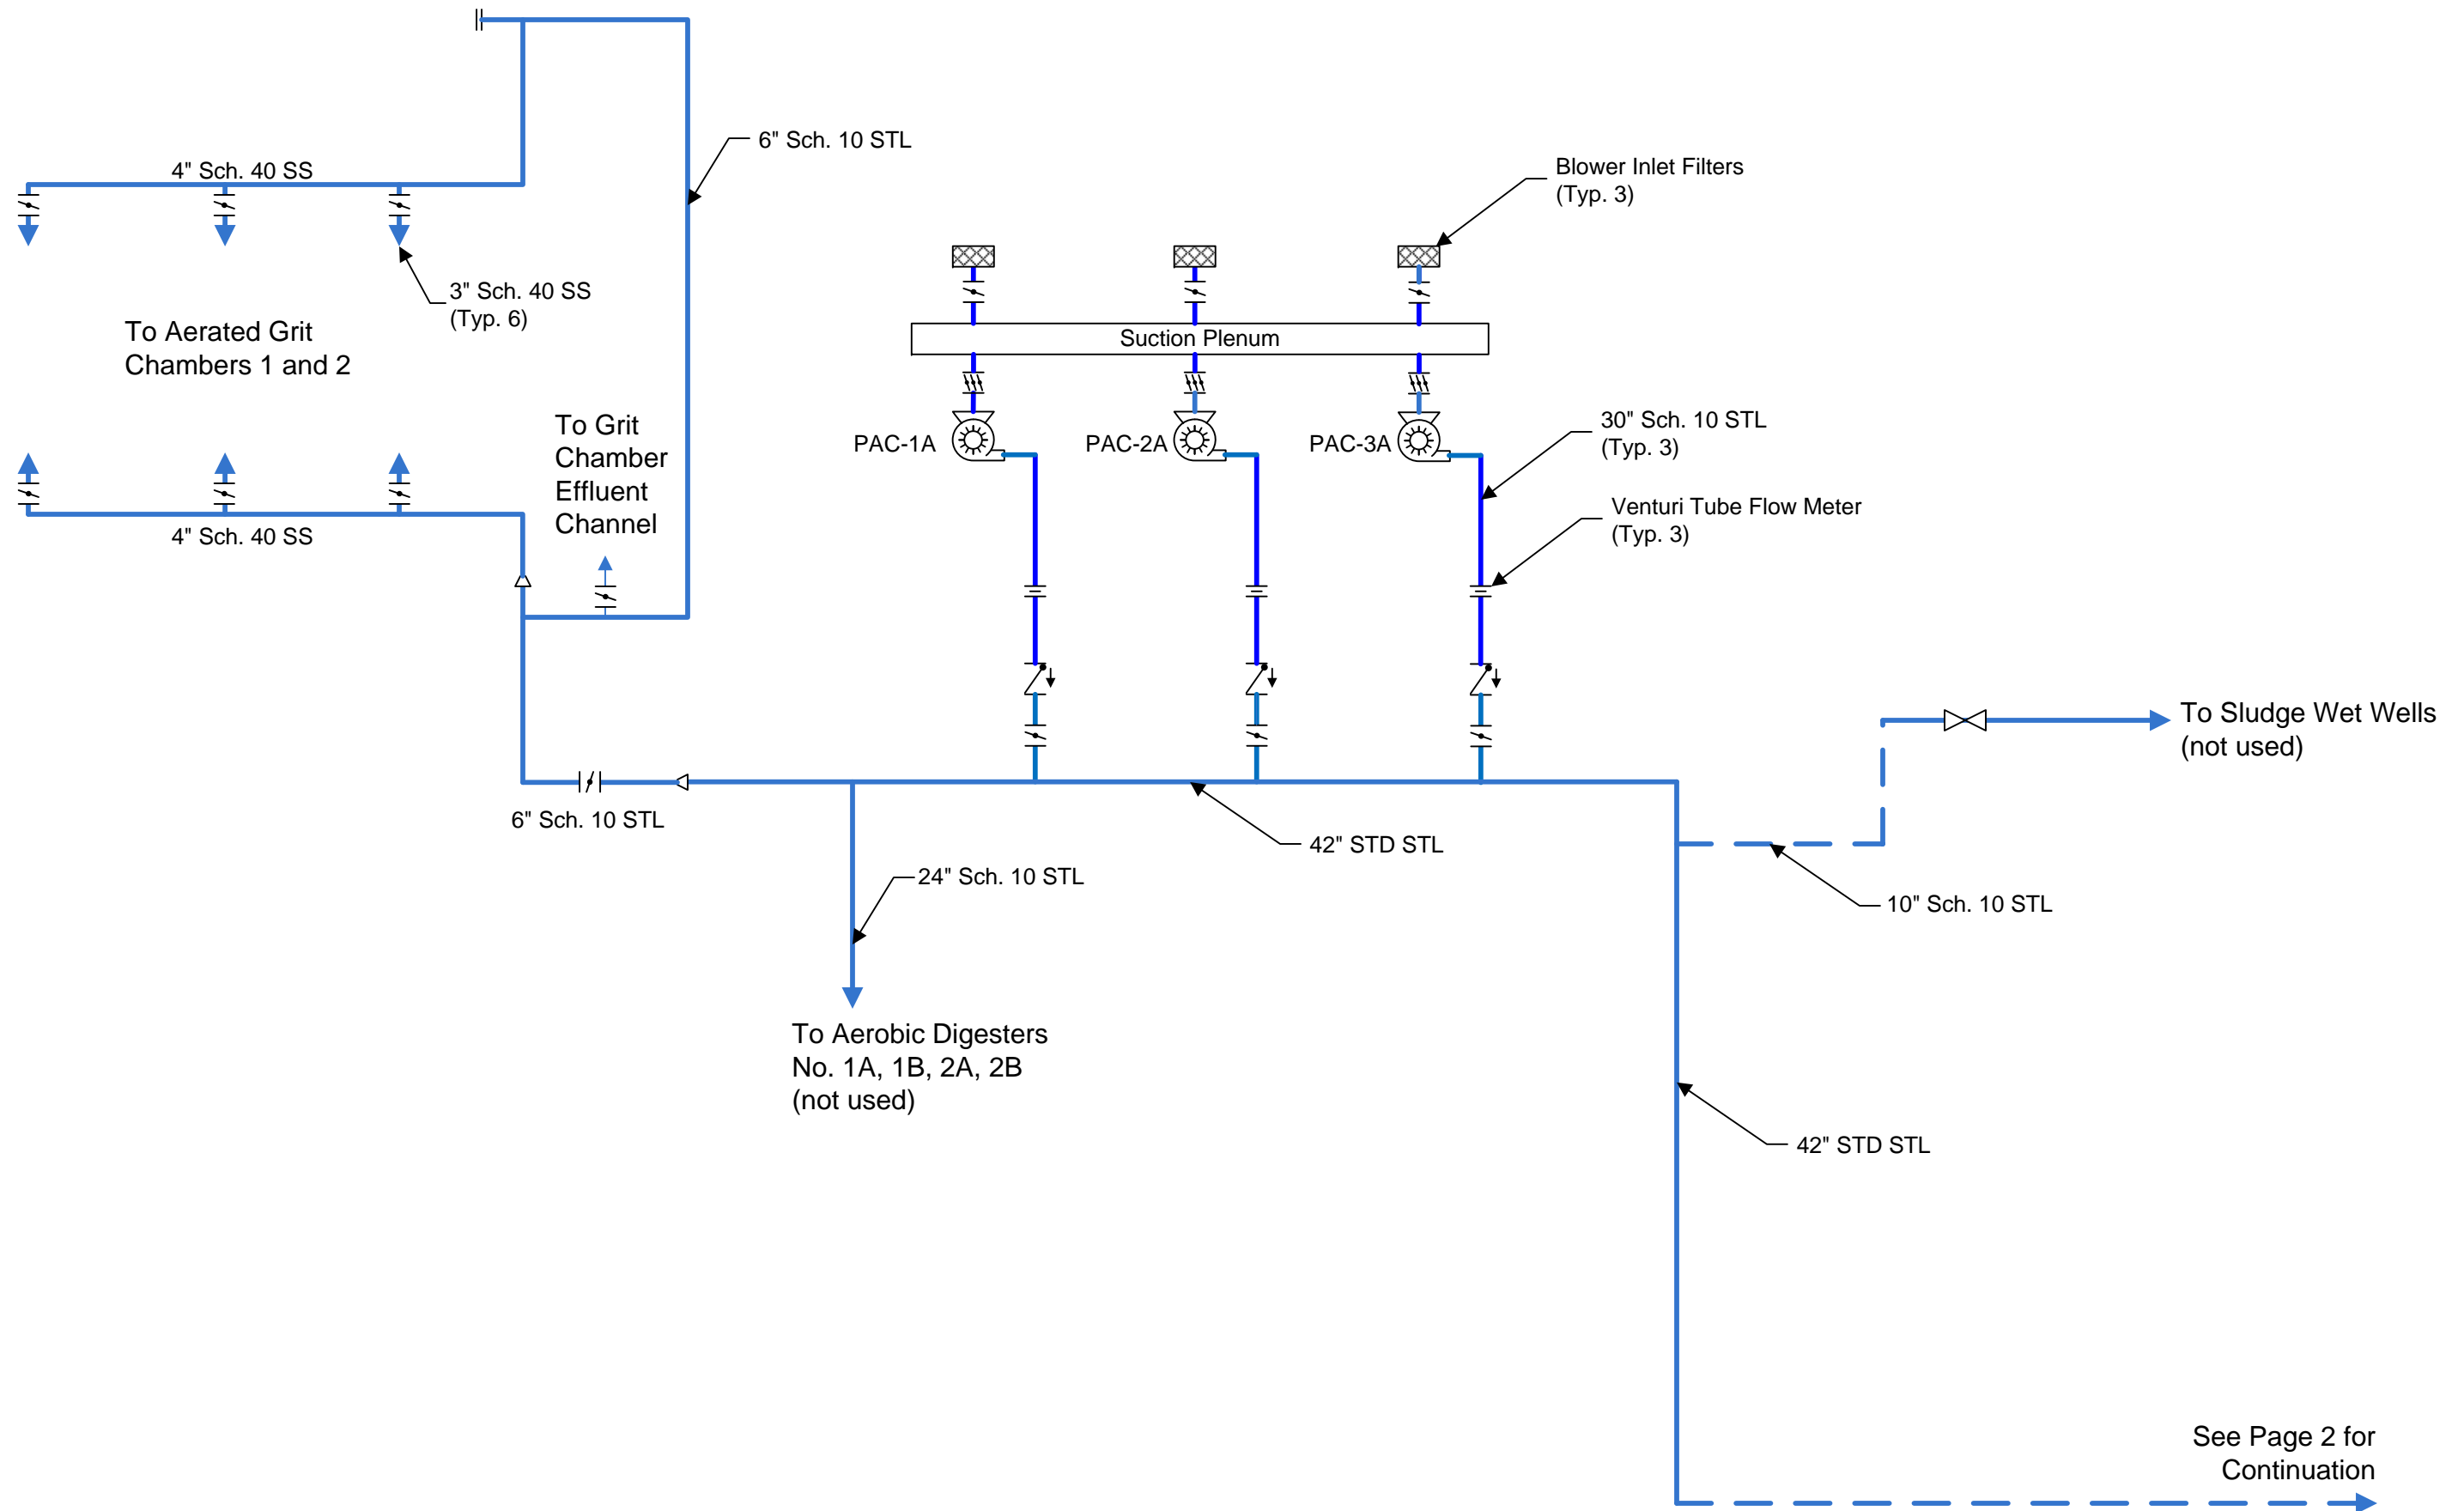 4" Sch. 40 SS
6" Sch. 10 STL
Blower Inlet Filters
(Typ. 3)
3" Sch. 40 SS
(Typ. 6)
To Aerated Grit
Chambers 1 and 2
Suction Plenum
To Grit
Chamber
Effluent
Channel
PAC-1A
PAC-2A
PAC-3A
30" Sch. 10 STL
(Typ. 3)
Venturi Tube Flow Meter
(Typ. 3)
4" Sch. 40 SS
To Sludge Wet Wells
(not used)
6" Sch. 10 STL
42" STD STL
24" Sch. 10 STL
10" Sch. 10 STL
To Aerobic Digesters
No. 1A, 1B, 2A, 2B
(not used)
42" STD STL
See Page 2 for
Continuation